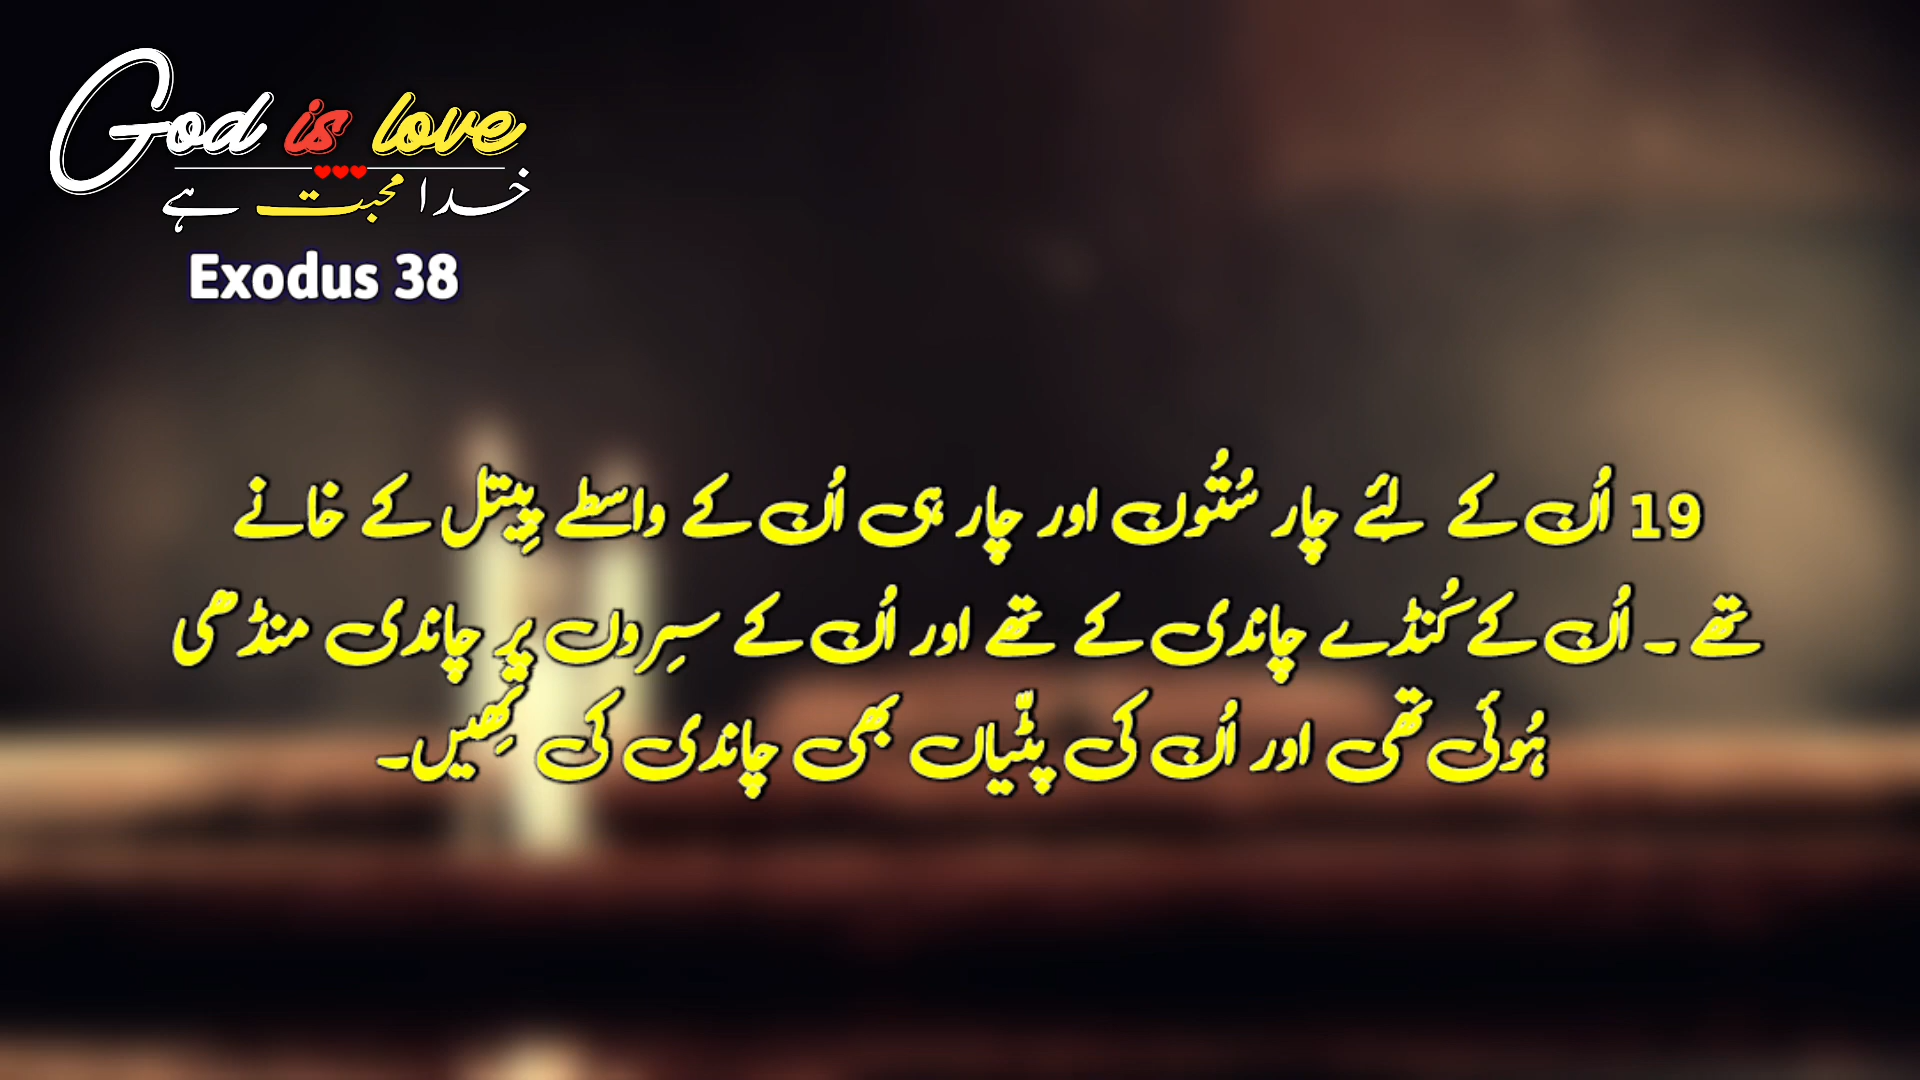 God is love
خدا محبت ہے
Exodus 38
19 اُن کے لئے چار سُتُون اور چار ہی اُن کے واسطے پِیتل کے خانے
تھے ۔ اُن کے کُنڈے چاندی کے تھے اور اُن کے سِروں پر چاندی منڈھی
ہُوئی تھی اور اُن کی پٹّیاں بھی چاندی کی تِھیں۔